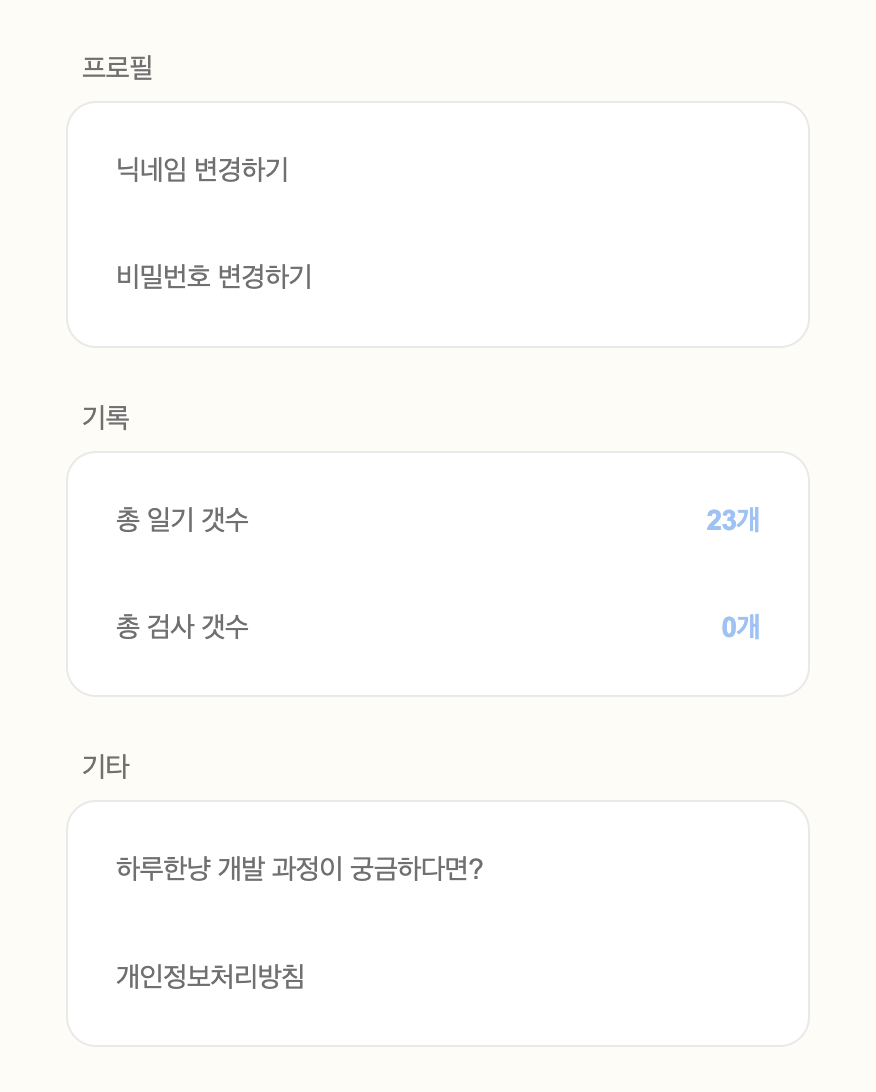 프로필
닉네임 변경하기
비밀번호 변경하기
기록
총 일기 갯수 23개
총 검사 갯수 0개
기타
하루한냥 개발 과정이 궁금하다면?
개인정보처리방침